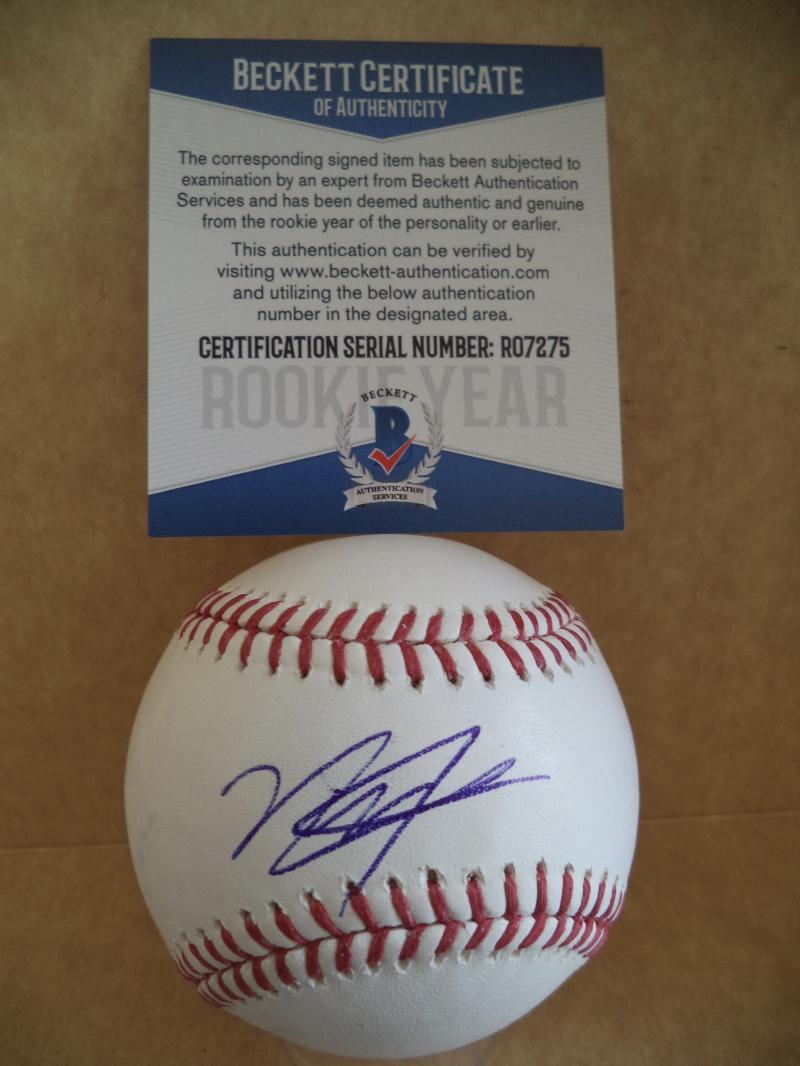 BECKETT CERTIFICATE
OF AUTHENTICITY
The corresponding signed item has been subjected to
examination by an expert from Beckett Authentication
Services and has been deemed authentic and genuine
from the rookie year of the personality or earlier.
This authentication can be verified by
visiting www.beckett-authentication.com
and utilizing the below authentication
number in the designated area.
CERTIFICATION SERIAL NUMBER: R07275
ROOKIE YEAR
BECKETT
B
AUTHENTICATION
SERVICES